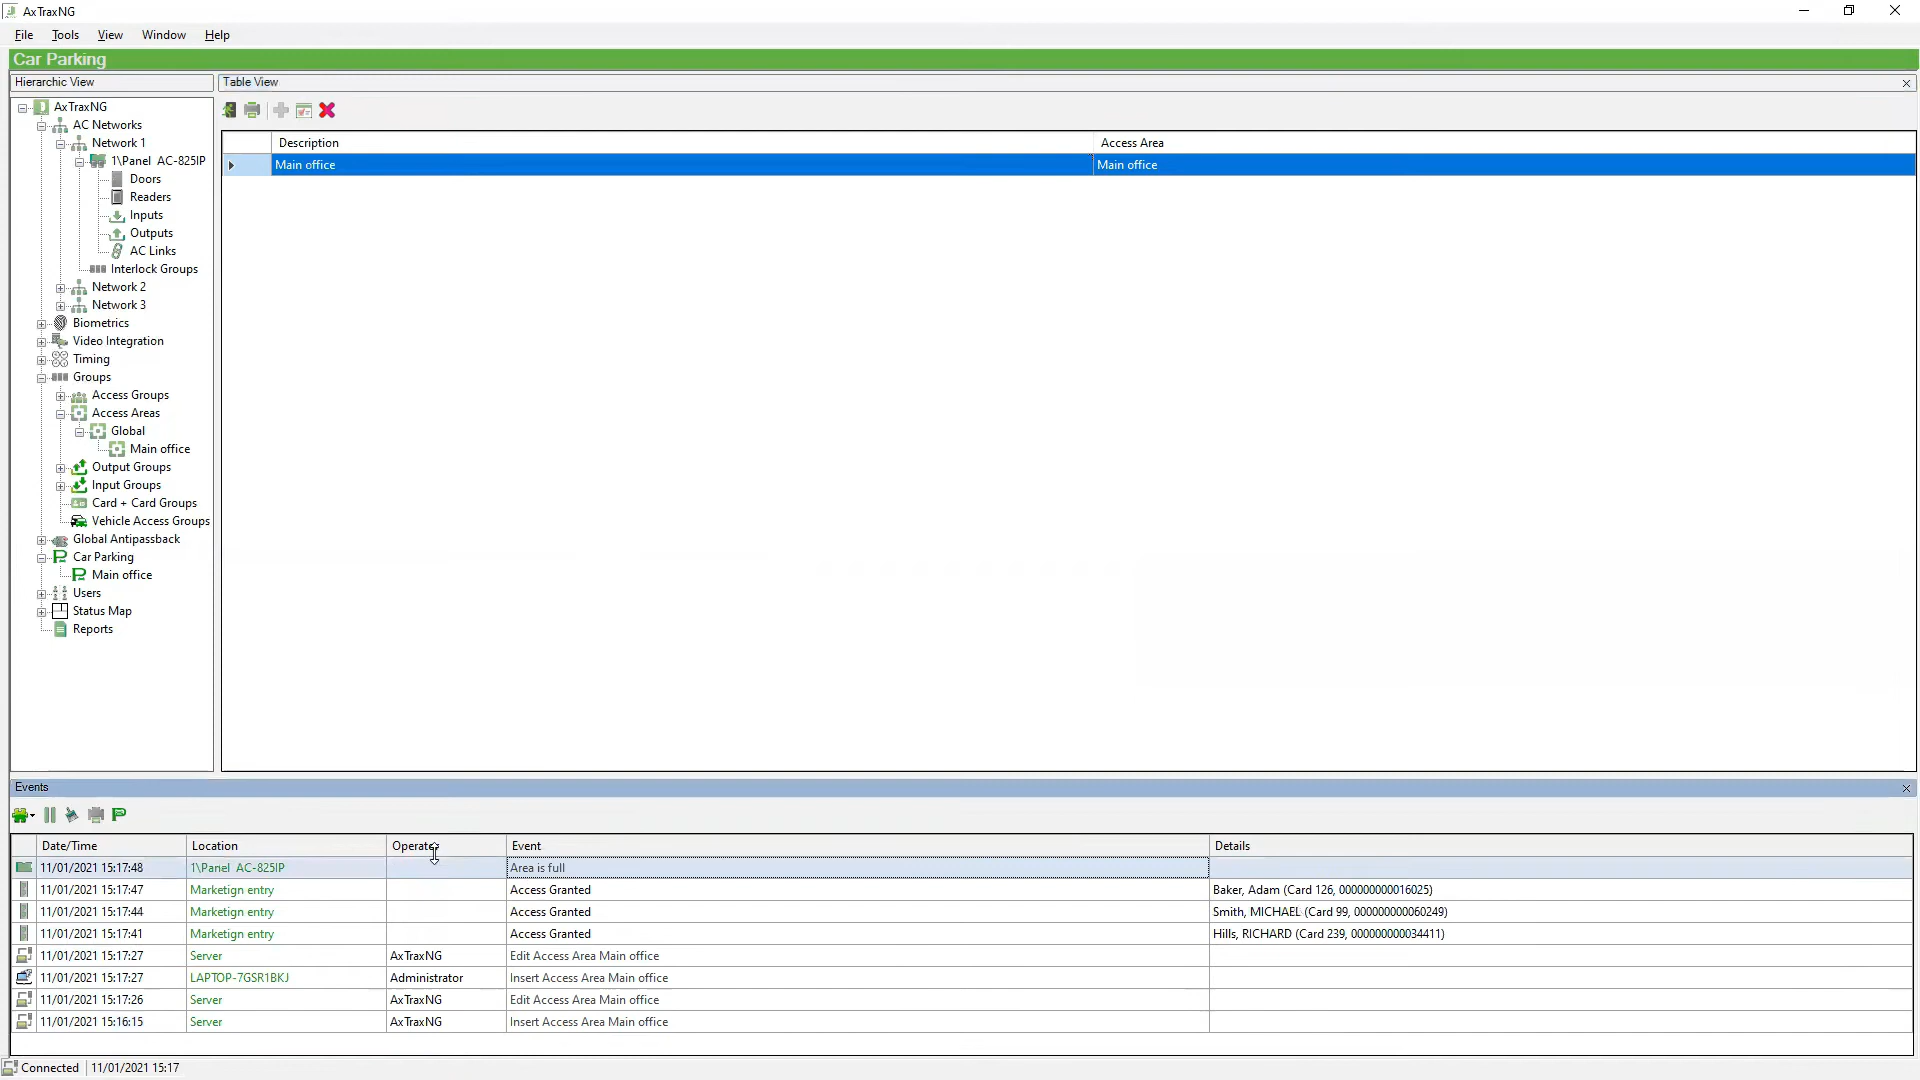 AxTraxNG
File Tools View Window Help
Car Parking
Hierarchic View
Table View
AxTraxNG
AC Networks
Network 1
1\Panel AC-825IP
Doors
Readers
Inputs
Outputs
AC Links
Interlock Groups
Network 2
Network 3
Biometrics
Video Integration
Timing
Groups
Access Groups
Access Areas
Global
Main office
Output Groups
Input Groups
Card + Card Groups
Vehicle Access Groups
Global Antipassback
Car Parking
Main office
Users
Status Map
Reports
Description Access Area
Main office Main office
Events
Date/Time Location Operator Event Details
11/01/2021 15:17:48 1\Panel AC-825IP Area is full
11/01/2021 15:17:47 Marketign entry Access Granted Baker, Adam (Card 126, 000000000016025)
11/01/2021 15:17:44 Marketign entry Access Granted Smith, MICHAEL (Card 99, 000000000060249)
11/01/2021 15:17:41 Marketign entry Access Granted Hills, RICHARD (Card 239, 000000000034411)
11/01/2021 15:17:27 Server AxTraxNG Edit Access Area Main office
11/01/2021 15:17:27 LAPTOP-7GSR1BKJ Administrator Insert Access Area Main office
11/01/2021 15:17:26 Server AxTraxNG Edit Access Area Main office
11/01/2021 15:16:15 Server AxTraxNG Insert Access Area Main office
Connected 11/01/2021 15:17